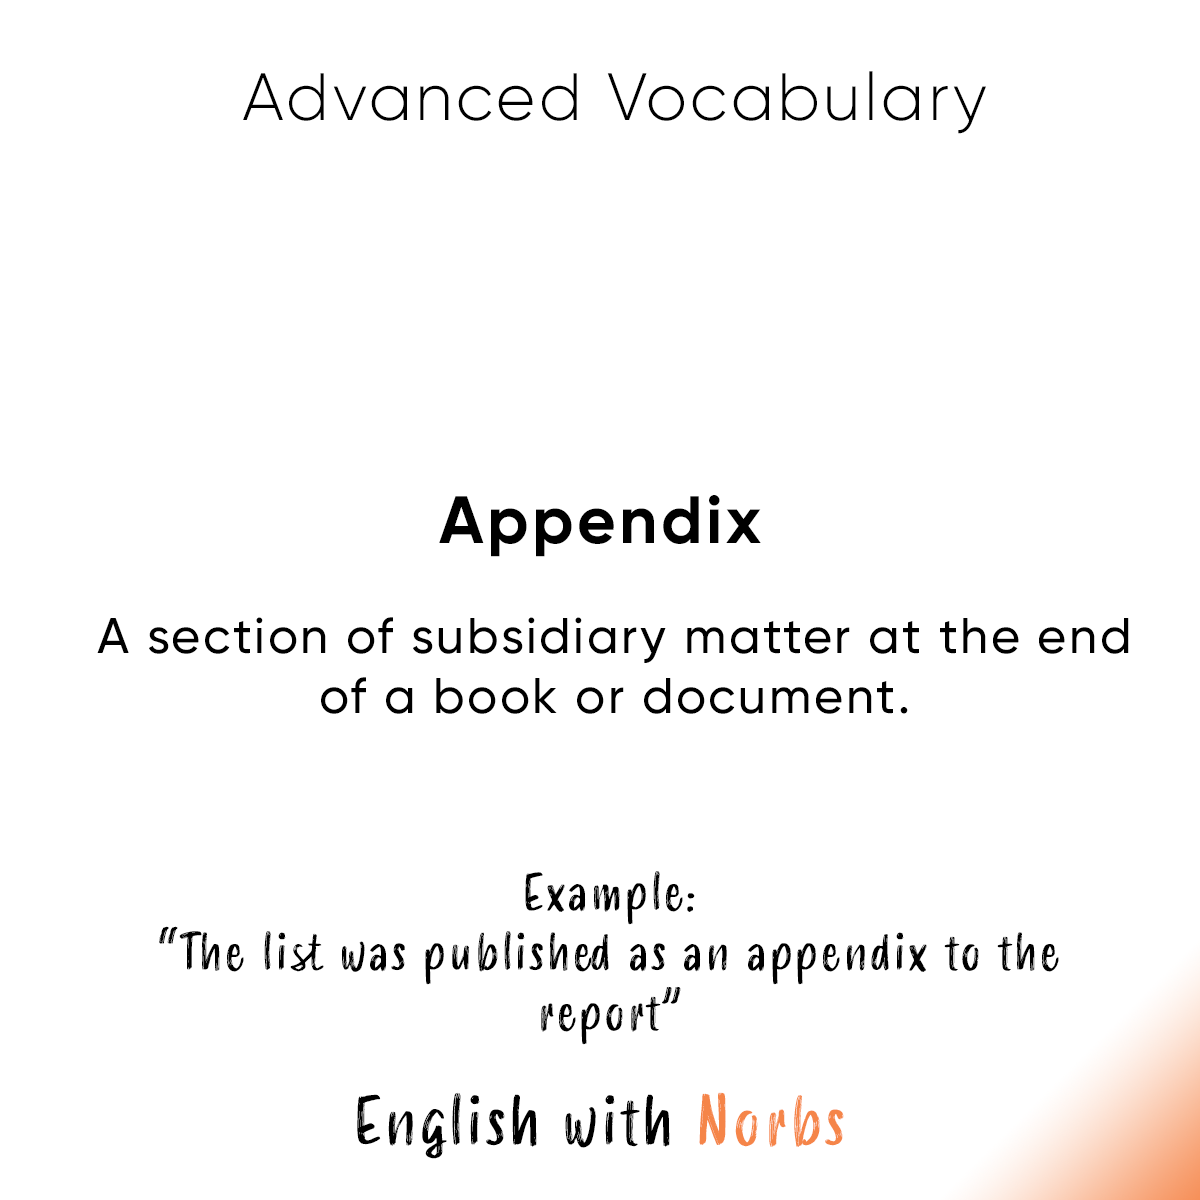 Advanced Vocabulary
Appendix
A section of subsidiary matter at the end
of a book or document.
Example:
“The list was published as an appendix to the
report”
English with Norbs